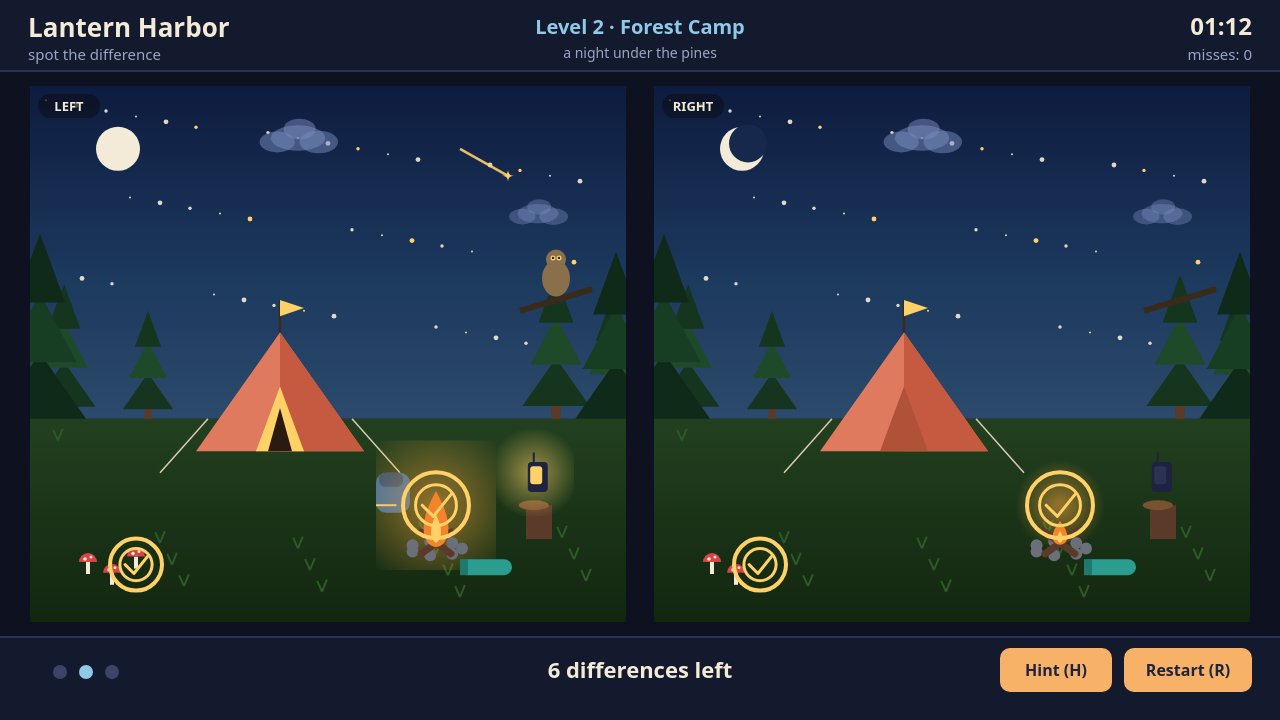 Lantern Harbor
spot the difference
Level 2 · Forest Camp
a night under the pines
01:12
misses: 0
LEFT
RIGHT
6 differences left
Hint (H)
Restart (R)